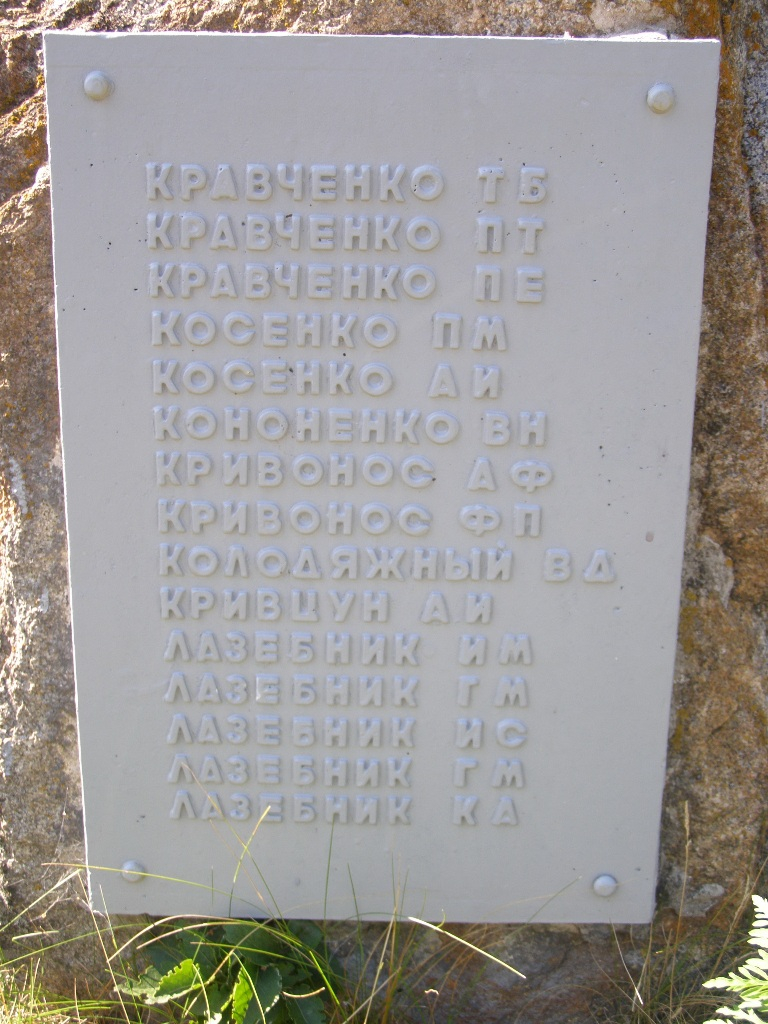 КРАВЧЕНКО ТБ
КРАВЧЕНКО ПТ
КРАВЧЕНКО ПЕ
КОСЕНКО ПМ
КОСЕНКО АИ
КОНОНЕНКО ВН
КРИВОНОС АФ
КРИВОНОС ФП
КОЛОДЯЖНЫЙ ВД
КРИВЦУН АИ
ЛАЗЕБНИК ИМ
ЛАЗЕБНИК ГМ
ЛАЗЕБНИК ИС
ЛАЗЕБНИК ГМ
ЛАЗЕБНИК КА